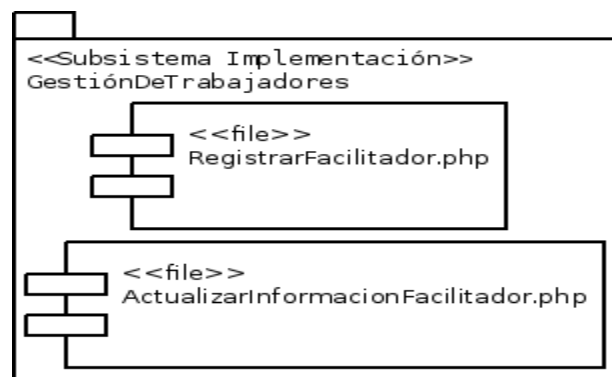 <<Subsistema Implementación>>
GestiónDeTrabajadores
<<file>>
RegistrarFacilitador.php
<<file>>
ActualizarInformacionFacilitador.php